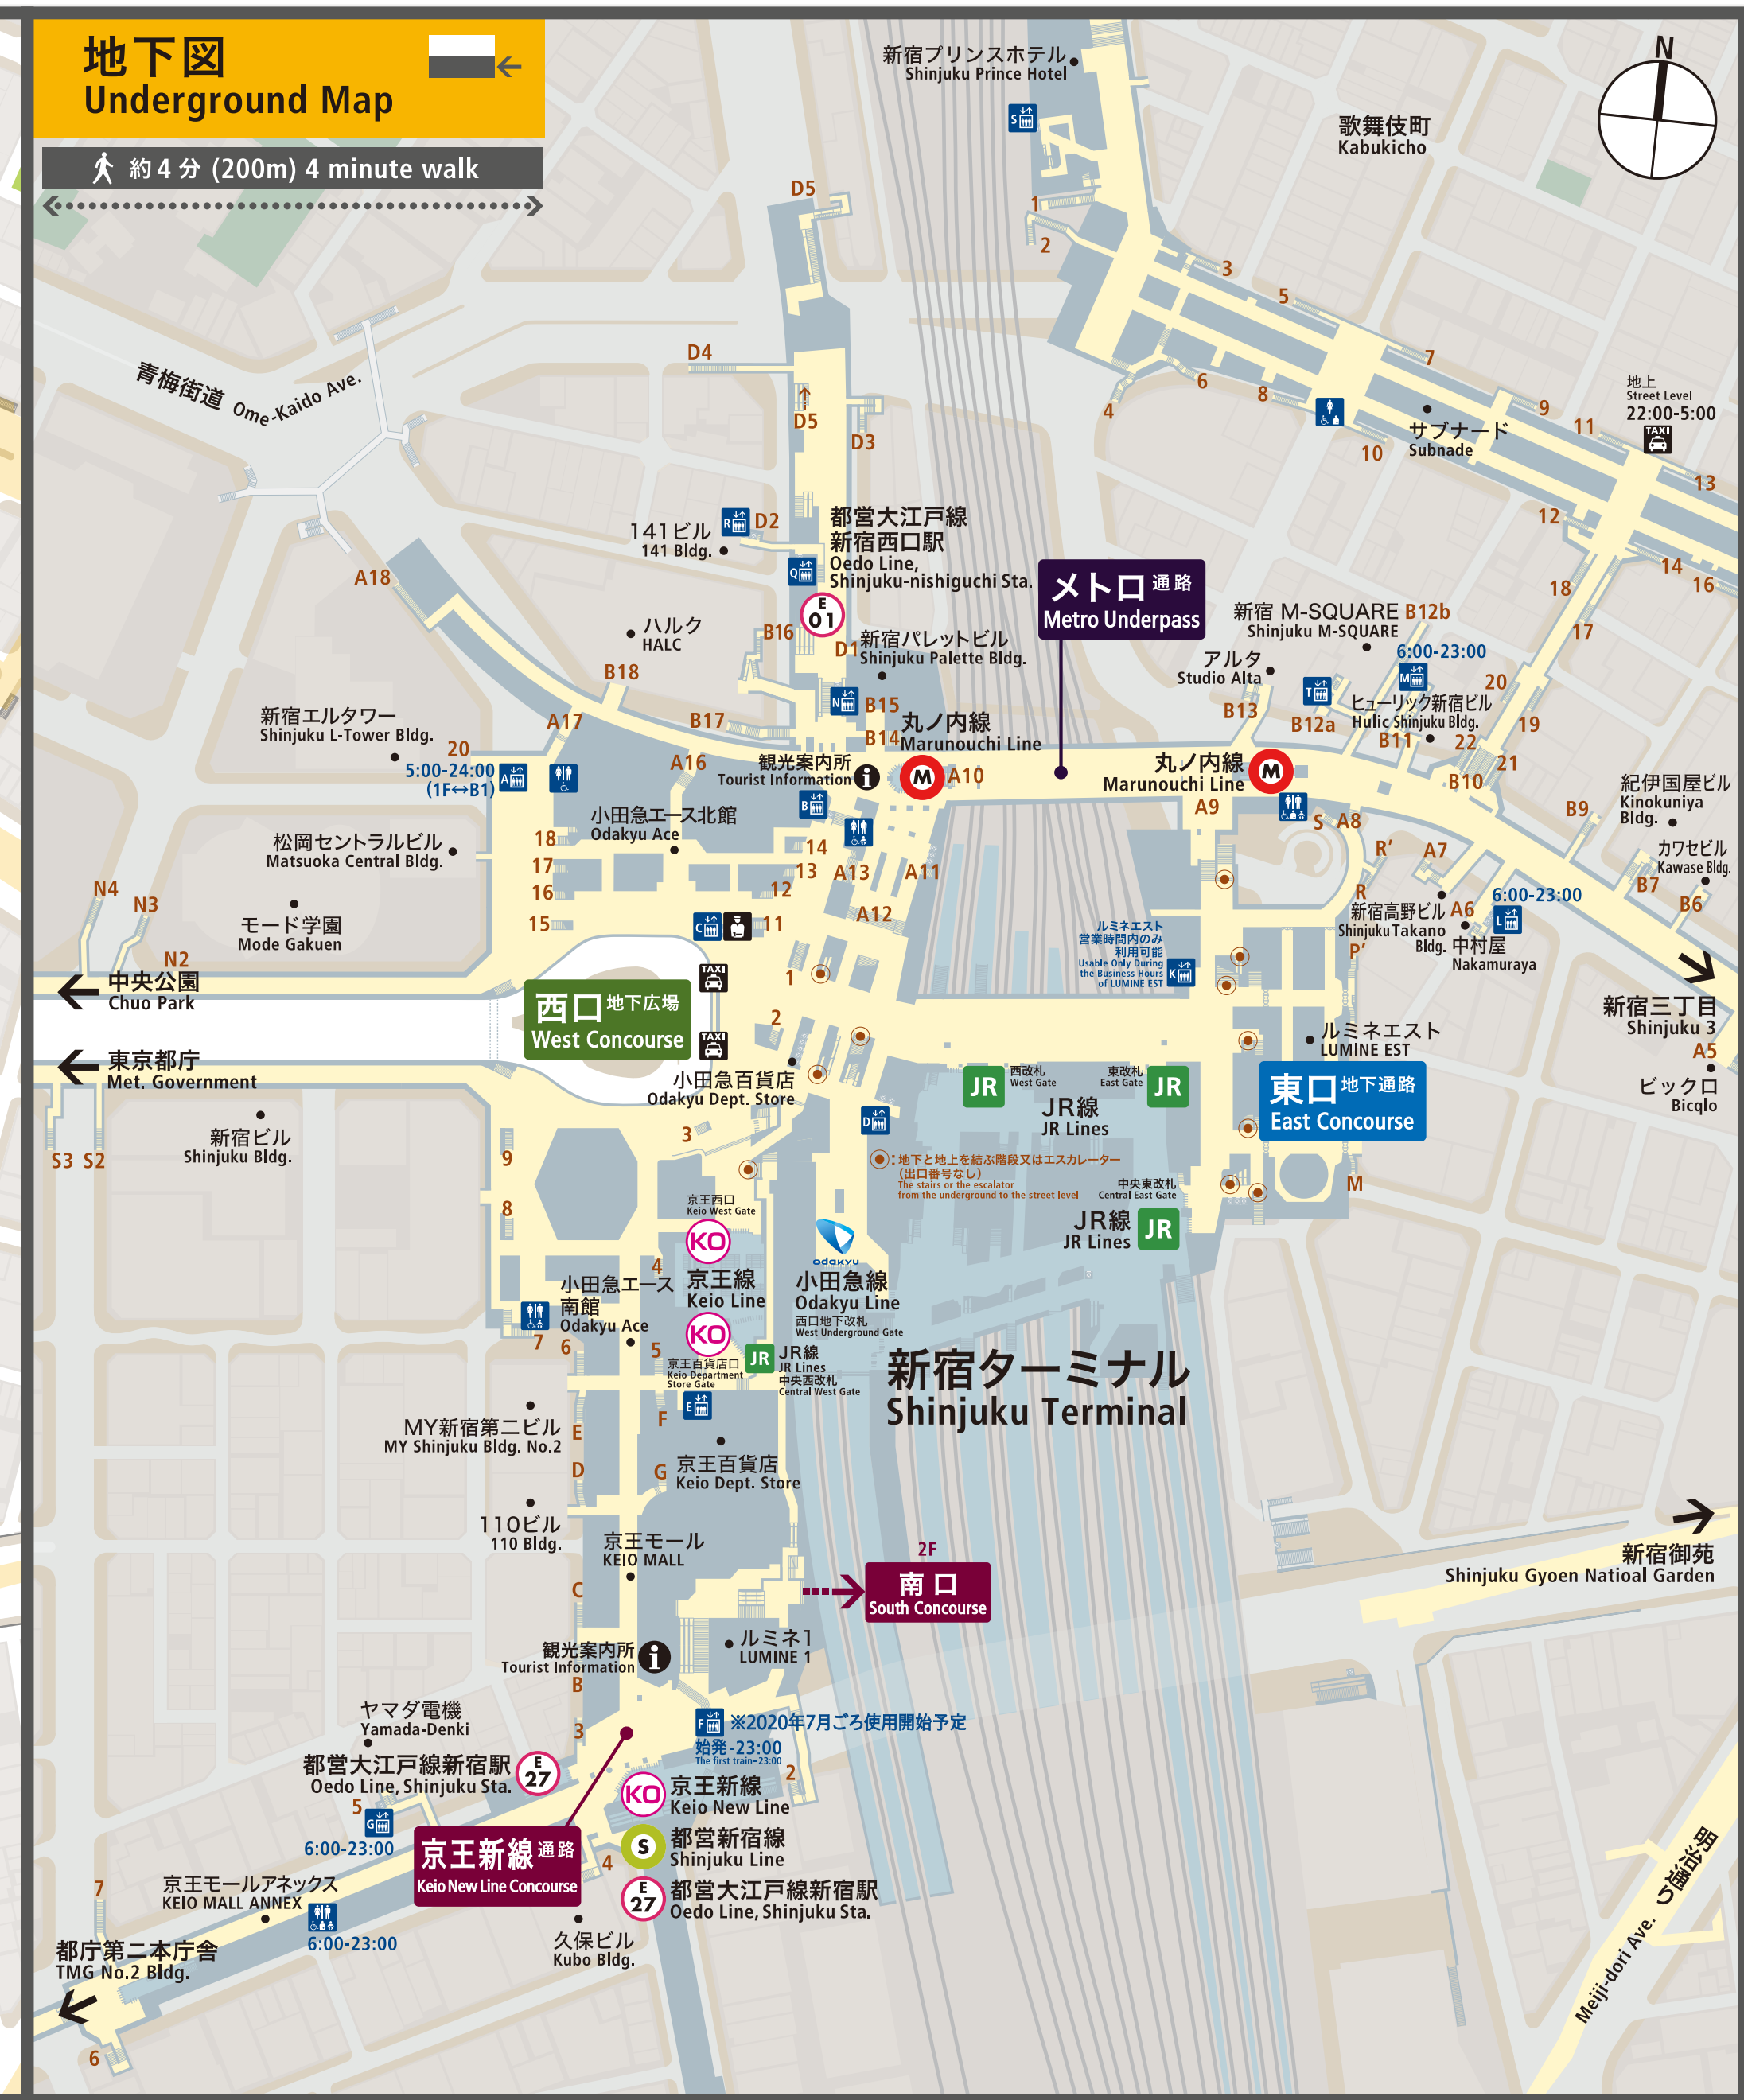 地下図
Underground Map
約4分 (200m) 4 minute walk
N
新宿プリンスホテル
Shinjuku Prince Hotel
S
歌舞伎町
Kabukicho
D5
1
2
3
5
7
D4
D5
D3
6
8
4
9
11
地上
Street Level
22:00-5:00
TAXI
サブナード
Subnade
10
13
青梅街道 Ome-Kaido Ave.
141ビル
141 Bldg.
R
D2
Q
都営大江戸線
新宿西口駅
Oedo Line,
Shinjuku-nishiguchi Sta.
E
01
メトロ 通路
Metro Underpass
12
14
16
18
17
A18
ハルク
HALC
B16
D1
新宿パレットビル
Shinjuku Palette Bldg.
新宿 M-SQUARE
Shinjuku M-SQUARE
B12b
6:00-23:00
M
アルタ
Studio Alta
T
B13
B12a
ヒューリック新宿ビル
Hulic Shinjuku Bldg.
B11
20
19
22
21
B18
新宿エルタワー
Shinjuku L-Tower Bldg.
A17
B17
N
B15
B14
丸ノ内線
Marunouchi Line
M
A10
丸ノ内線
Marunouchi Line
M
B10
20
5:00-24:00
(1F↔B1)
A
A16
観光案内所
Tourist Information
B
A9
S
A8
B9
紀伊国屋ビル
Kinokuniya
Bldg.
小田急エース北館
Odakyu Ace
松岡セントラルビル
Matsuoka Central Bldg.
18
17
16
15
14
13
12
11
C
A13
A11
A12
R'
A7
R
カワセビル
Kawase Bldg.
B7
B6
N4
N3
N2
モード学園
Mode Gakuen
新宿高野ビル
Shinjuku Takano
Bldg.
A6
6:00-23:00
L
中村屋
Nakamuraya
P'
ルミネエスト
営業時間内のみ
利用可能
Usable Only During
the Business Hours
of LUMINE EST
K
中央公園
Chuo Park
TAXI
西口 地下広場
West Concourse
TAXI
1
2
新宿三丁目
Shinjuku 3
A5
ビックロ
Bicqlo
東京都庁
Met. Government
小田急百貨店
Odakyu Dept. Store
ルミネエスト
LUMINE EST
東口 地下通路
East Concourse
JR
西改札
West Gate
東改札
East Gate
JR
JR線
JR Lines
D
新宿ビル
Shinjuku Bldg.
S3
S2
3
9
8
:地下と地上を結ぶ階段又はエスカレーター
(出口番号なし)
The stairs or the escalator
from the underground to the street level
中央東改札
Central East Gate
JR線
JR Lines
JR
M
京王西口
Keio West Gate
KO
京王線
Keio Line
KO
京王百貨店口
Keio Department
Store Gate
odakyu
小田急線
Odakyu Line
西口地下改札
West Underground Gate
4
小田急エース
南館
Odakyu Ace
7
6
5
JR
JR線
JR Lines
中央西改札
Central West Gate
新宿ターミナル
Shinjuku Terminal
E
F
MY新宿第二ビル
MY Shinjuku Bldg. No.2
E
D
G
京王百貨店
Keio Dept. Store
110ビル
110 Bldg.
京王モール
KEIO MALL
C
2F
南口
South Concourse
新宿御苑
Shinjuku Gyoen Natioal Garden
観光案内所
Tourist Information
ルミネ1
LUMINE 1
B
3
F
※2020年7月ごろ使用開始予定
始発-23:00
The first train-23:00
2
ヤマダ電機
Yamada-Denki
都営大江戸線新宿駅
Oedo Line, Shinjuku Sta.
E
27
5
G
6:00-23:00
KO
京王新線
Keio New Line
京王新線 通路
Keio New Line Concourse
4
S
都営新宿線
Shinjuku Line
E
27
都営大江戸線新宿駅
Oedo Line, Shinjuku Sta.
7
京王モールアネックス
KEIO MALL ANNEX
6:00-23:00
久保ビル
Kubo Bldg.
都庁第二本庁舎
TMG No.2 Bldg.
6
明治通り
Meiji-dori Ave.